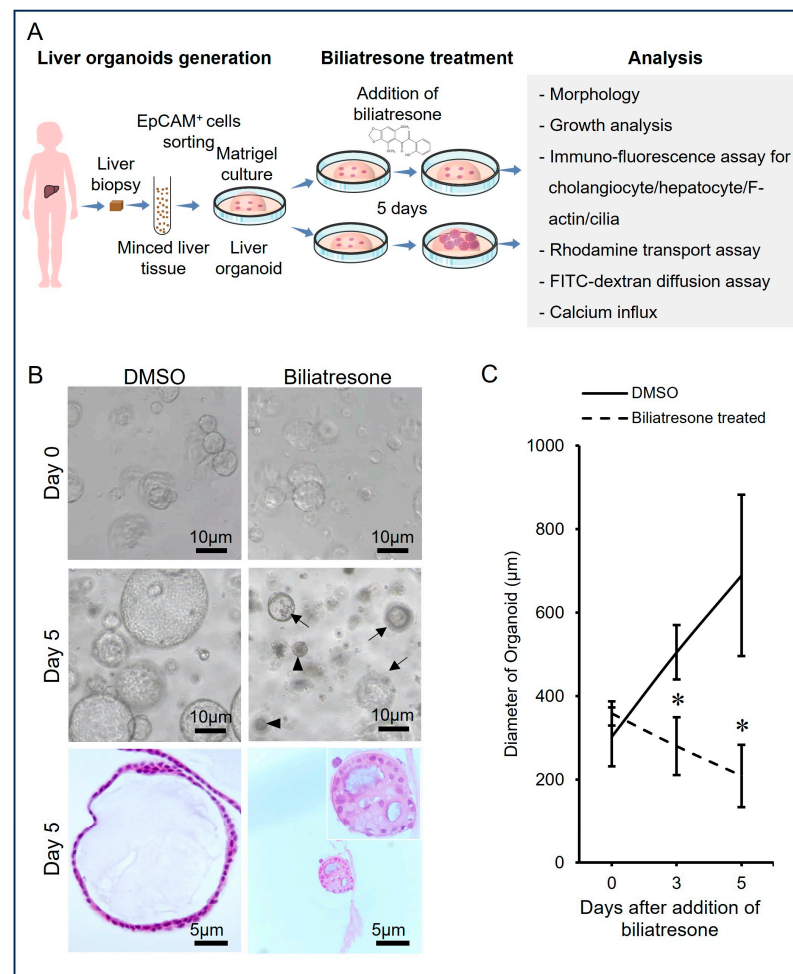 A
Liver organoids generation
Biliatresone treatment
Analysis
EpCAM⁺ cells
sorting
Liver
biopsy
Matrigel
culture
Minced liver
tissue
Liver
organoid
Addition of
biliatresone
5 days
- Morphology
- Growth analysis
- Immuno-fluorescence assay for
cholangiocyte/hepatocyte/F-
actin/cilia
- Rhodamine transport assay
- FITC-dextran diffusion assay
- Calcium influx
B
DMSO
Biliatresone
Day 0
10µm
10µm
Day 5
10µm
10µm
Day 5
5µm
5µm
C
DMSO
Biliatresone treated
Diameter of Organoid (µm)
1000
800
600
400
200
0
*
*
0 3 5
Days after addition of
biliatresone